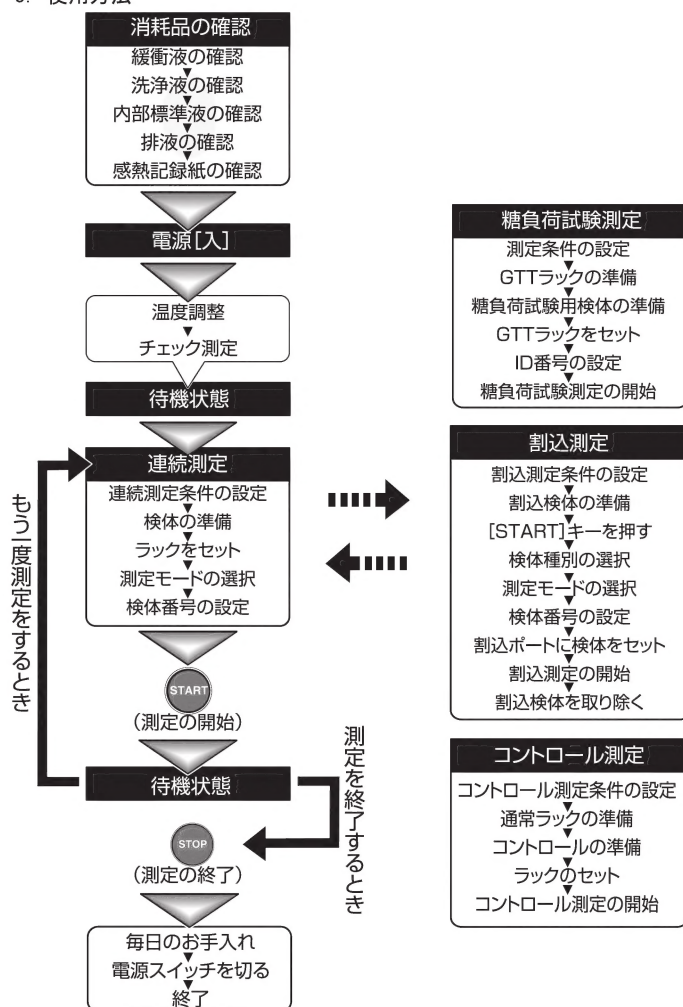 消耗品の確認
緩衝液の確認
洗浄液の確認
内部標準液の確認
排液の確認
感熱記録紙の確認
電源[入]
温度調整
チェック測定
待機状態
連続測定
連続測定条件の設定
検体の準備
ラックをセット
測定モードの選択
検体番号の設定
START
(測定の開始)
待機状態
もう一度測定をするとき
測定を終了するとき
STOP
(測定の終了)
毎日のお手入れ
電源スイッチを切る
終了
糖負荷試験測定
測定条件の設定
GTTラックの準備
糖負荷試験用検体の準備
GTTラックをセット
ID番号の設定
糖負荷試験測定の開始
割込測定
割込測定条件の設定
割込検体の準備
[START]キーを押す
検体種別の選択
測定モードの選択
検体番号の設定
割込ポートに検体をセット
割込測定の開始
割込検体を取り除く
コントロール測定
コントロール測定条件の設定
通常ラックの準備
コントロールの準備
ラックのセット
コントロール測定の開始